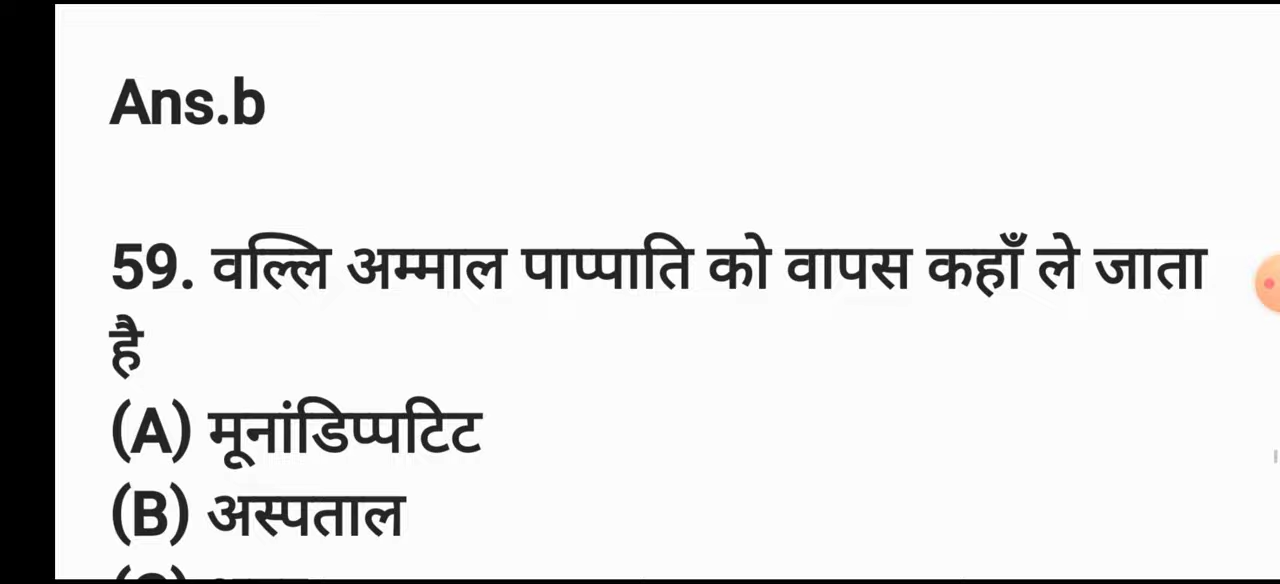 Ans.b
59. वल्लि अम्माल पाप्पाति को वापस कहाँ ले जाता
है
(A) मूनांडिप्पटिट
(B) अस्पताल